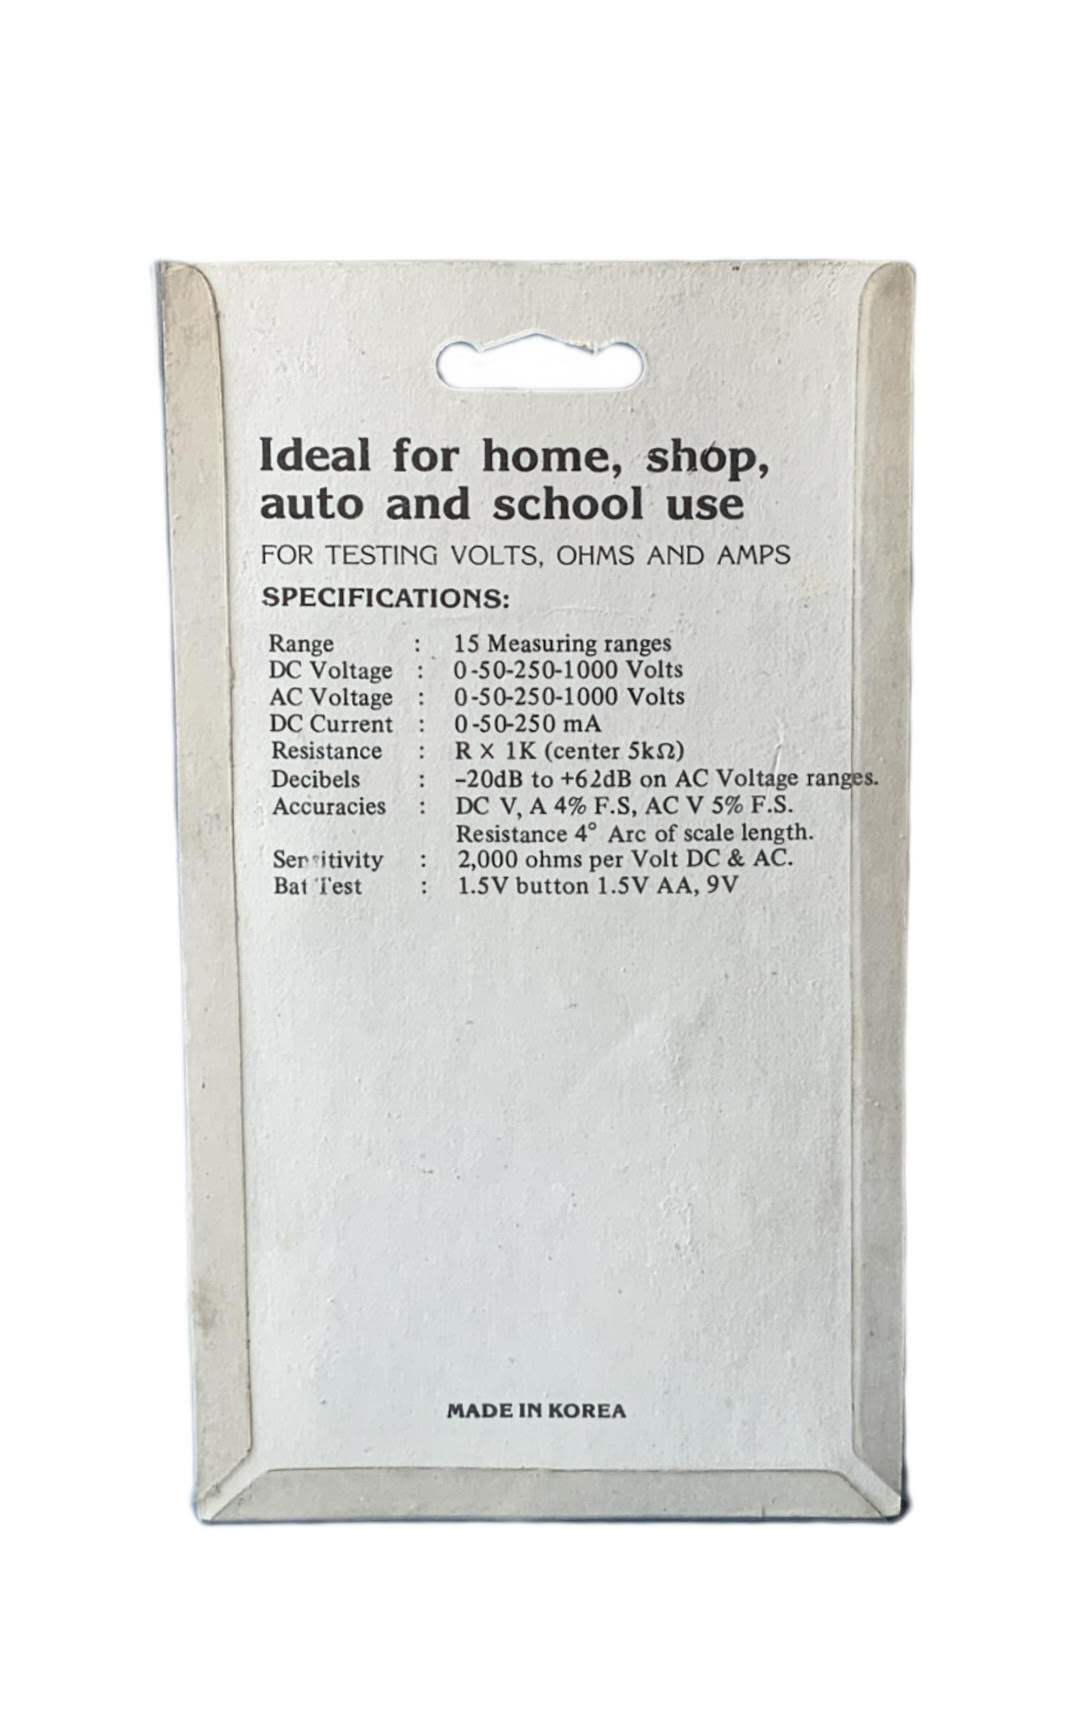 Ideal for home, shop,
auto and school use
FOR TESTING VOLTS, OHMS AND AMPS
SPECIFICATIONS:
Range : 15 Measuring ranges
DC Voltage : 0-50-250-1000 Volts
AC Voltage : 0-50-250-1000 Volts
DC Current : 0-50-250 mA
Resistance : R X 1K (center 5kΩ)
Decibels : -20dB to +62dB on AC Voltage ranges.
Accuracies : DC V, A 4% F.S, AC V 5% F.S.
Resistance 4° Arc of scale length.
Sensitivity : 2,000 ohms per Volt DC & AC.
Bat Test : 1.5V button 1.5V AA, 9V
MADE IN KOREA